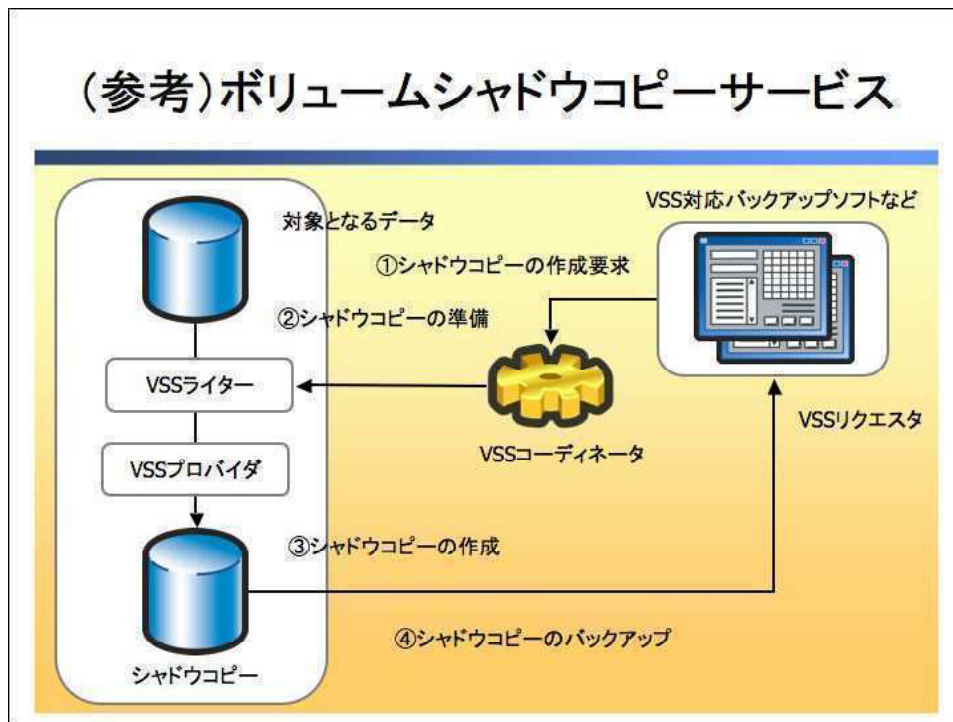 (参考)ボリュームシャドウコピーサービス
対象となるデータ
VSS対応バックアップソフトなど
①シャドウコピーの作成要求
②シャドウコピーの準備
VSSライター
VSSリクエスタ
VSSコーディネータ
VSSプロバイダ
③シャドウコピーの作成
④シャドウコピーのバックアップ
シャドウコピー